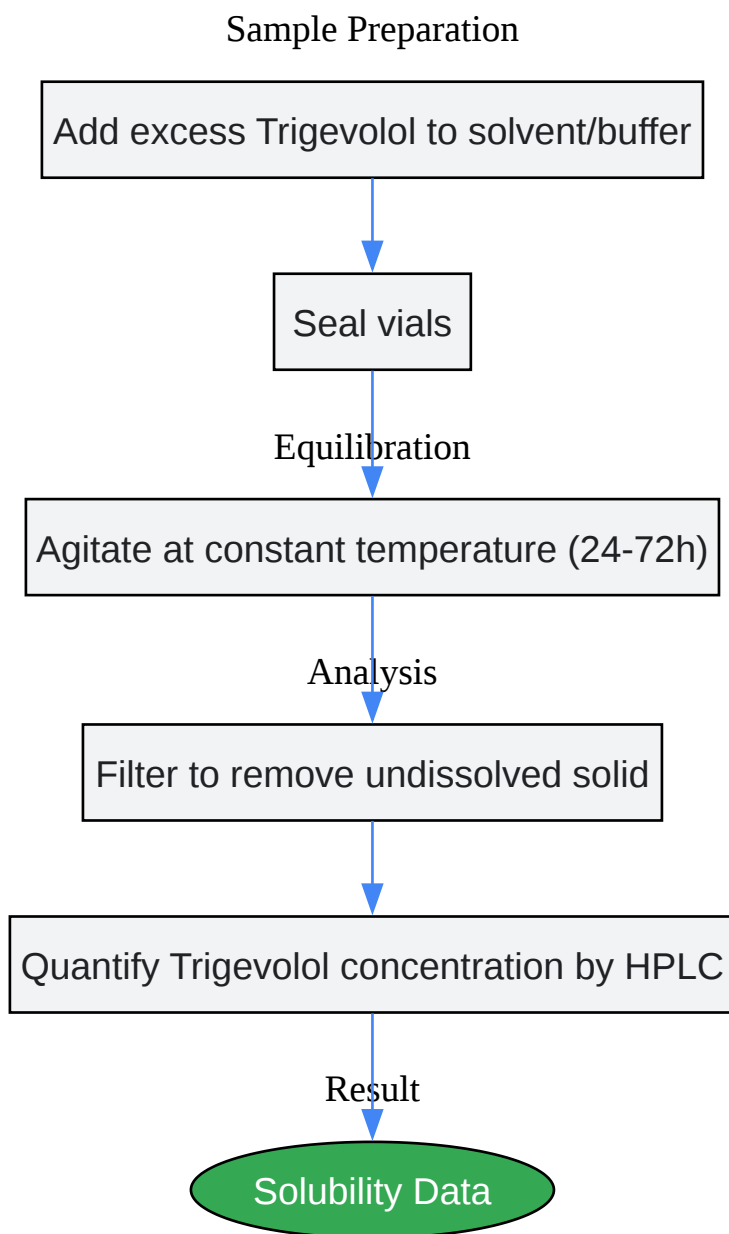 Sample Preparation
Add excess Trigevolol to solvent/buffer
Seal vials
Equilibration
Agitate at constant temperature (24-72h)
Analysis
Filter to remove undissolved solid
Quantify Trigevolol concentration by HPLC
Result
Solubility Data